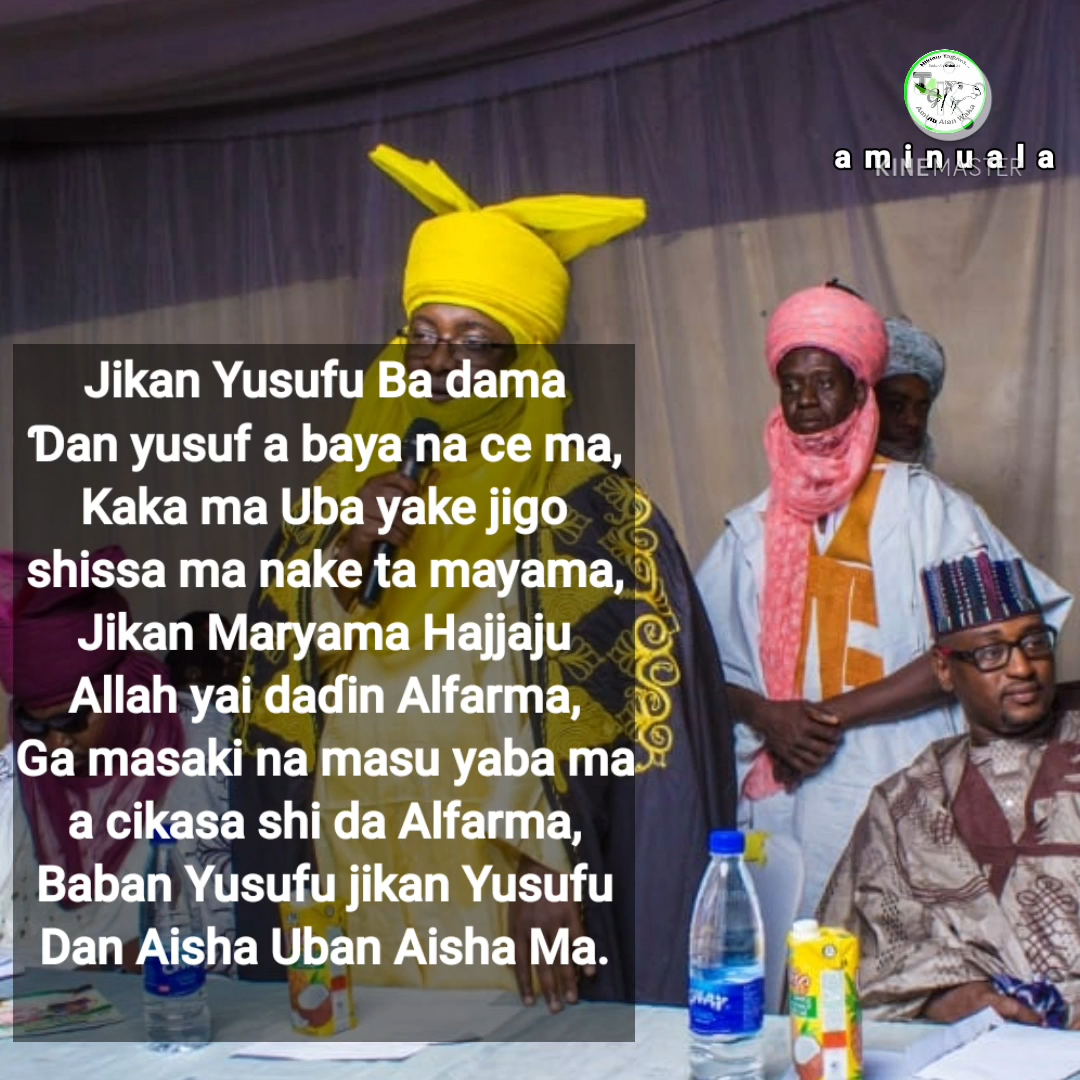 aminuala
KINEMASTER
Jikan Yusufu Ba dama
Ɗan yusuf a baya na ce ma,
Kaka ma Uba yake jigo
shissa ma nake ta mayama,
Jikan Maryama Hajjaju
Allah yai daɗin Alfarma,
Ga masaki na masu yaba ma
a cikasa shi da Alfarma,
Baban Yusufu jikan Yusufu
Dan Aisha Uban Aisha Ma.